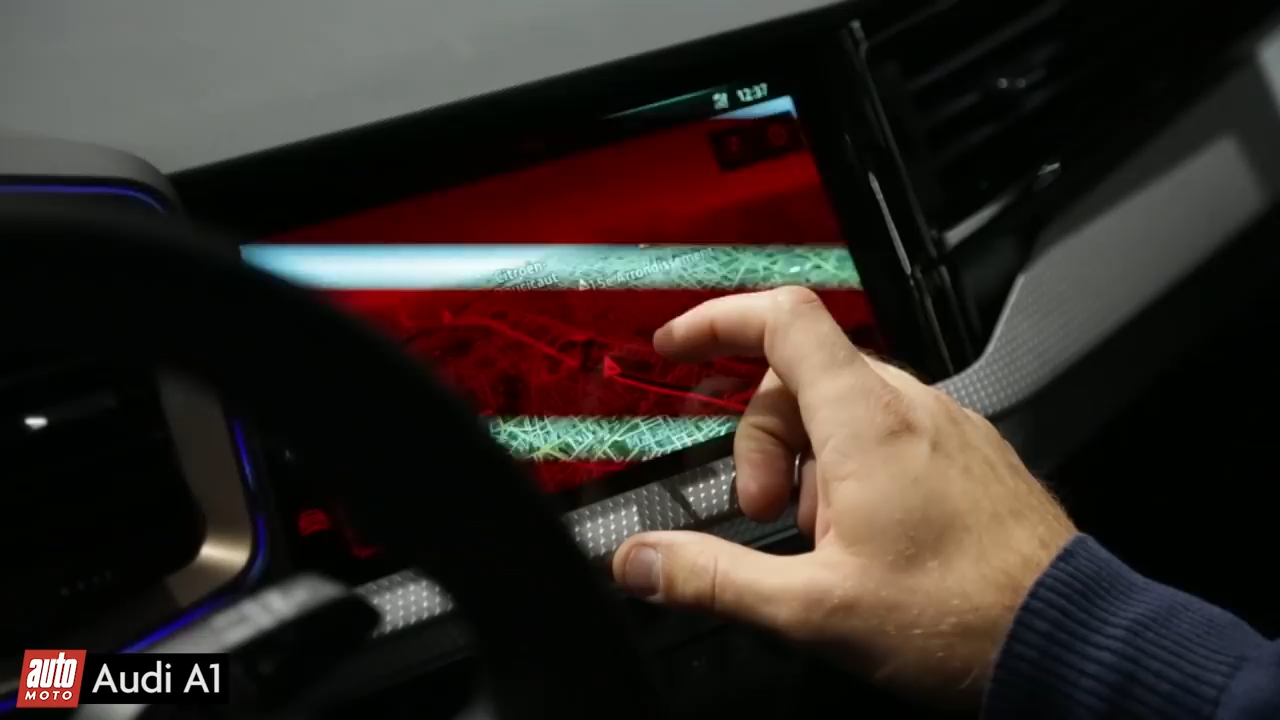 12:37
Citroën-
15e Arrondissement
auto
MOTO
Audi A1